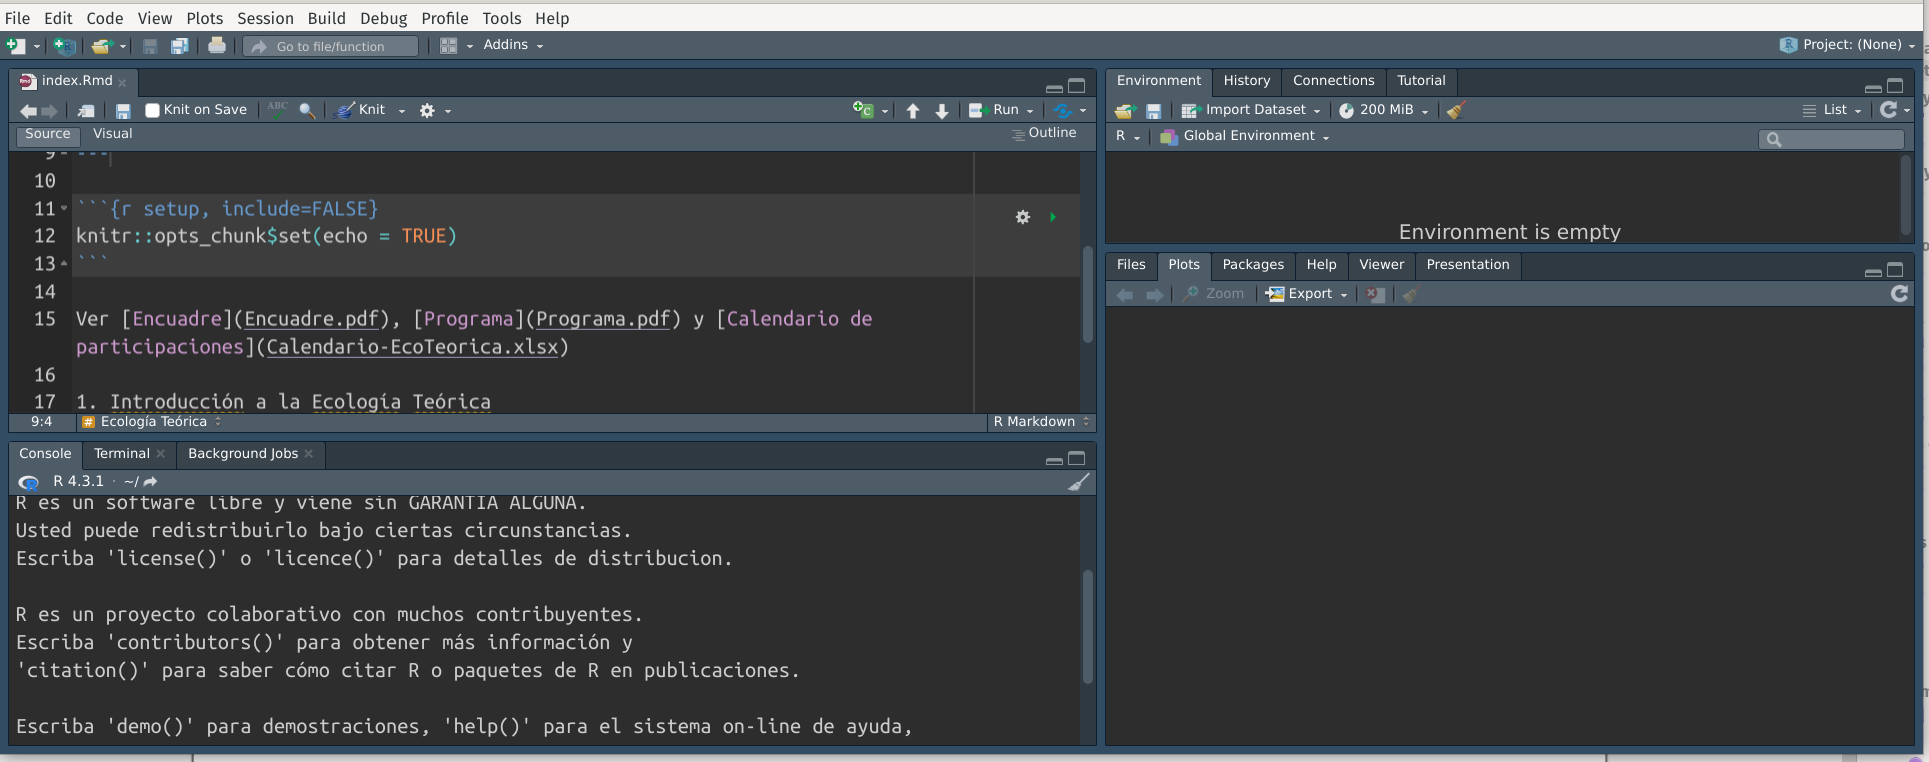 File Edit Code View Plots Session Build Debug Profile Tools Help
Go to file/function Addins Project: (None)
index.Rmd
Knit on Save ABC Knit Run
Source Visual Outline
9 ---
10
11 ```{r setup, include=FALSE}
12 knitr::opts_chunk$set(echo = TRUE)
13 ```
14
15 Ver [Encuadre](Encuadre.pdf), [Programa](Programa.pdf) y [Calendario de
participaciones](Calendario-EcoTeorica.xlsx)
16
17 1. Introducción a la Ecología Teórica
9:4 # Ecología Teórica R Markdown
Console Terminal Background Jobs
R 4.3.1 · ~/
R es un software libre y viene sin GARANTIA ALGUNA.
Usted puede redistribuirlo bajo ciertas circunstancias.
Escriba 'license()' o 'licence()' para detalles de distribucion.
R es un proyecto colaborativo con muchos contribuyentes.
Escriba 'contributors()' para obtener más información y
'citation()' para saber cómo citar R o paquetes de R en publicaciones.
Escriba 'demo()' para demostraciones, 'help()' para el sistema on-line de ayuda,
Environment History Connections Tutorial
Import Dataset 200 MiB List
R Global Environment
Environment is empty
Files Plots Packages Help Viewer Presentation
Zoom Export